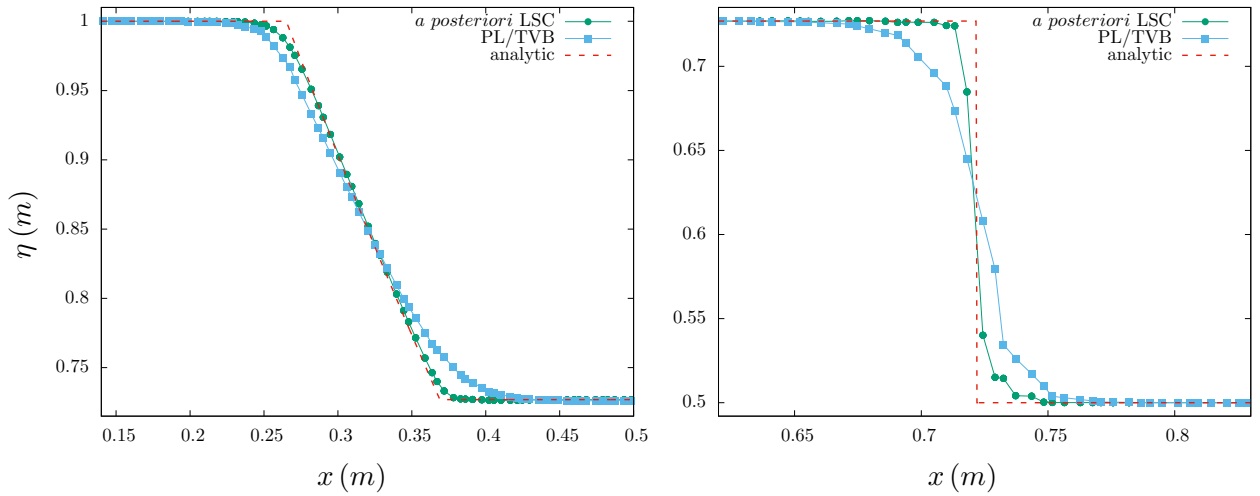 1
0.95
0.9
0.85
0.8
0.75
0.15 0.2 0.25 0.3 0.35 0.4 0.45 0.5
η (m)
x (m)
a posteriori LSC
PL/TVB
analytic
0.7
0.65
0.6
0.55
0.5
0.65 0.7 0.75 0.8
x (m)
a posteriori LSC
PL/TVB
analytic